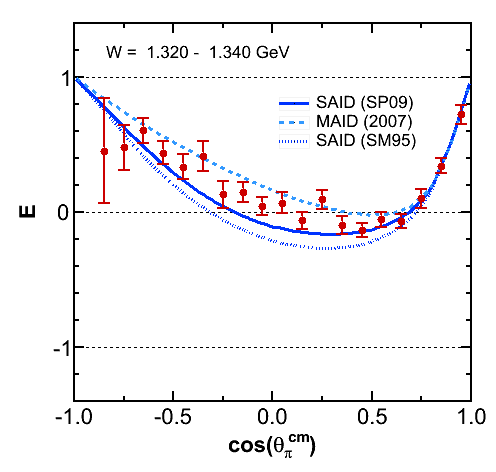 W = 1.320 - 1.340 GeV
1
SAID (SP09)
MAID (2007)
SAID (SM95)
E
0
-1
-1.0 -0.5 0.0 0.5 1.0
cos(θπcm)